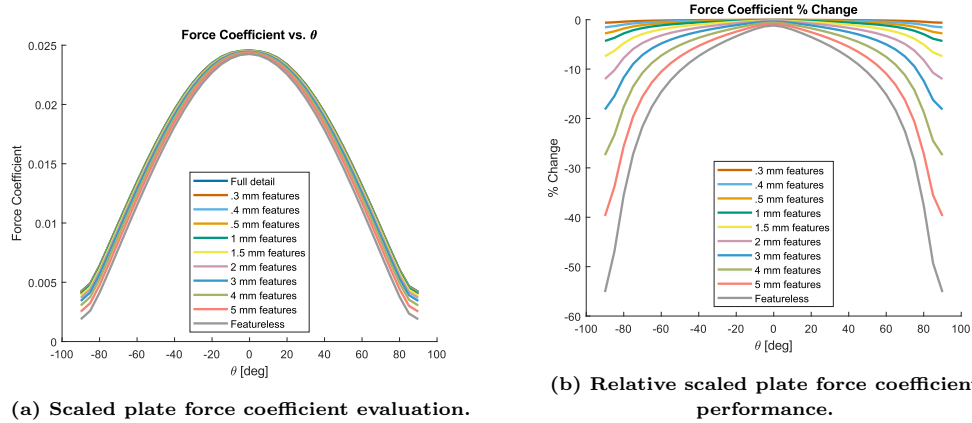 Force Coefficient vs. θ
0.025
0.02
0.015
0.01
0.005
0
Force Coefficient
Full detail
.3 mm features
.4 mm features
.5 mm features
1 mm features
1.5 mm features
2 mm features
3 mm features
4 mm features
5 mm features
Featureless
-100 -80 -60 -40 -20 0 20 40 60 80 100
θ [deg]
(a) Scaled plate force coefficient evaluation.
Force Coefficient % Change
0
-10
-20
-30
-40
-50
-60
% Change
.3 mm features
.4 mm features
.5 mm features
1 mm features
1.5 mm features
2 mm features
3 mm features
4 mm features
5 mm features
Featureless
-100 -80 -60 -40 -20 0 20 40 60 80 100
θ [deg]
(b) Relative scaled plate force coefficien
performance.